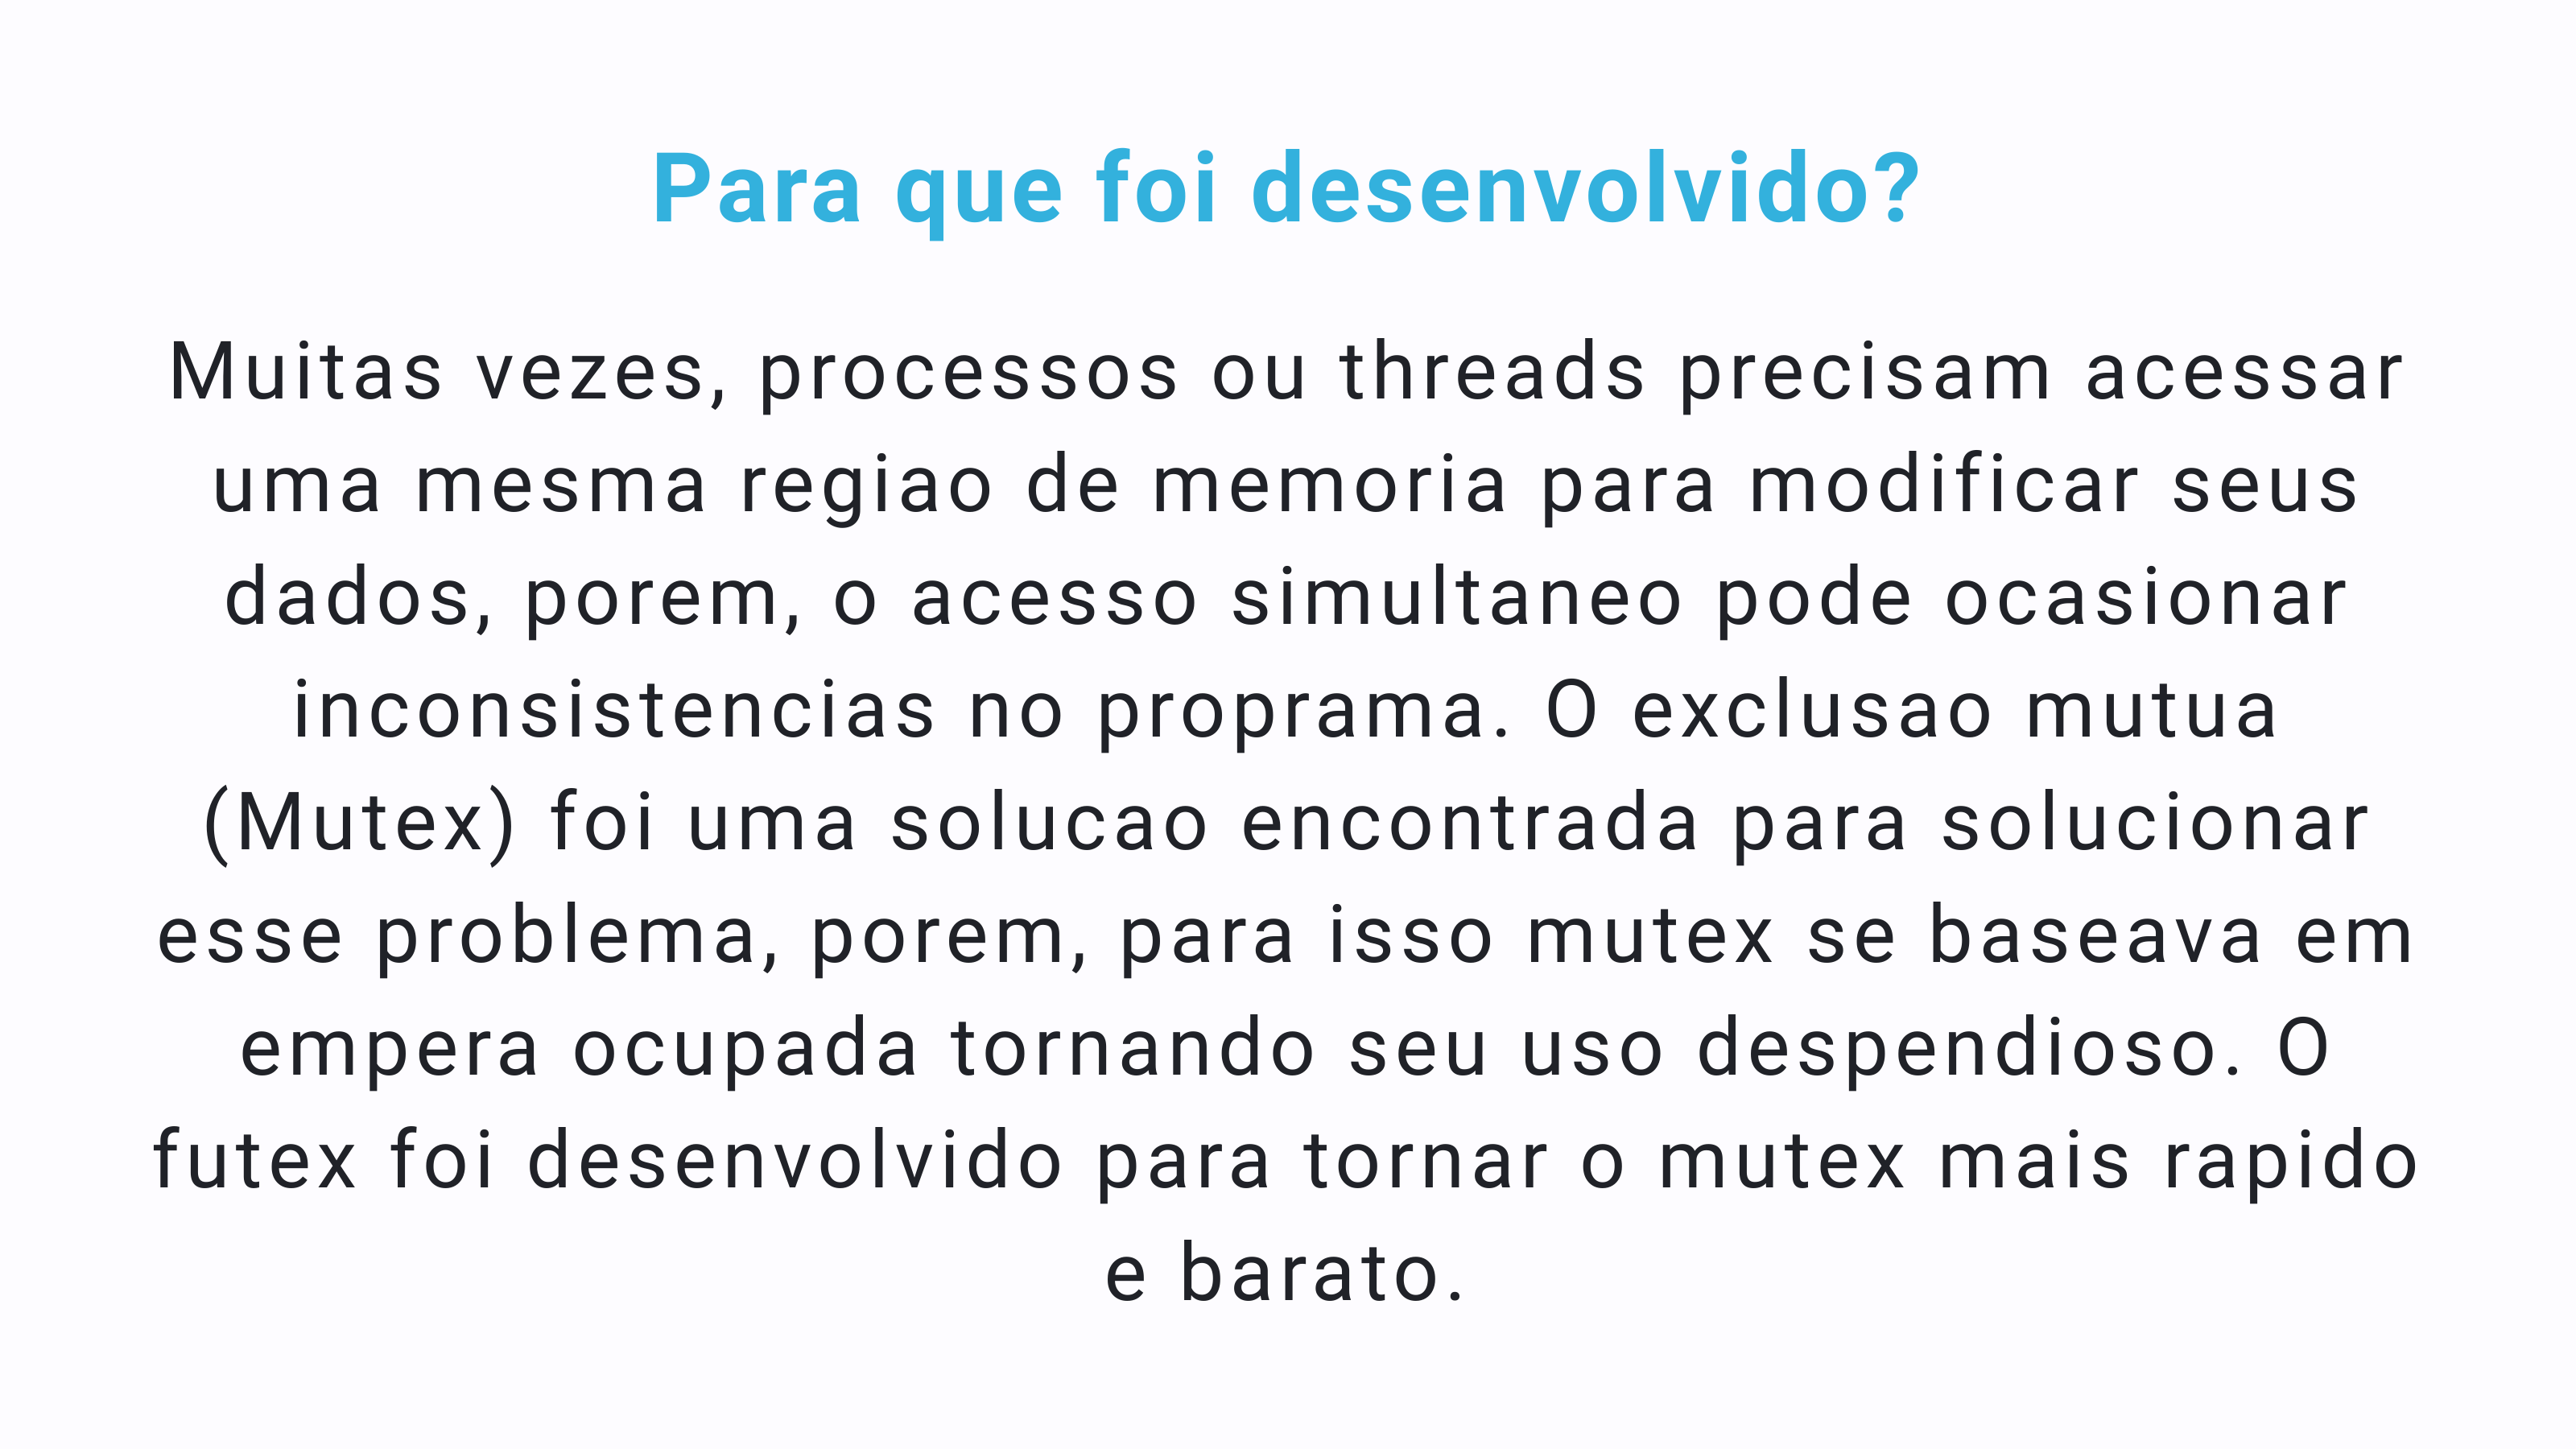 Para que foi desenvolvido?
Muitas vezes, processos ou threads precisam acessar
uma mesma regiao de memoria para modificar seus
dados, porem, o acesso simultaneo pode ocasionar
inconsistencias no proprama. O exclusao mutua
(Mutex) foi uma solucao encontrada para solucionar
esse problema, porem, para isso mutex se baseava em
empera ocupada tornando seu uso despendioso. O
futex foi desenvolvido para tornar o mutex mais rapido
e barato.